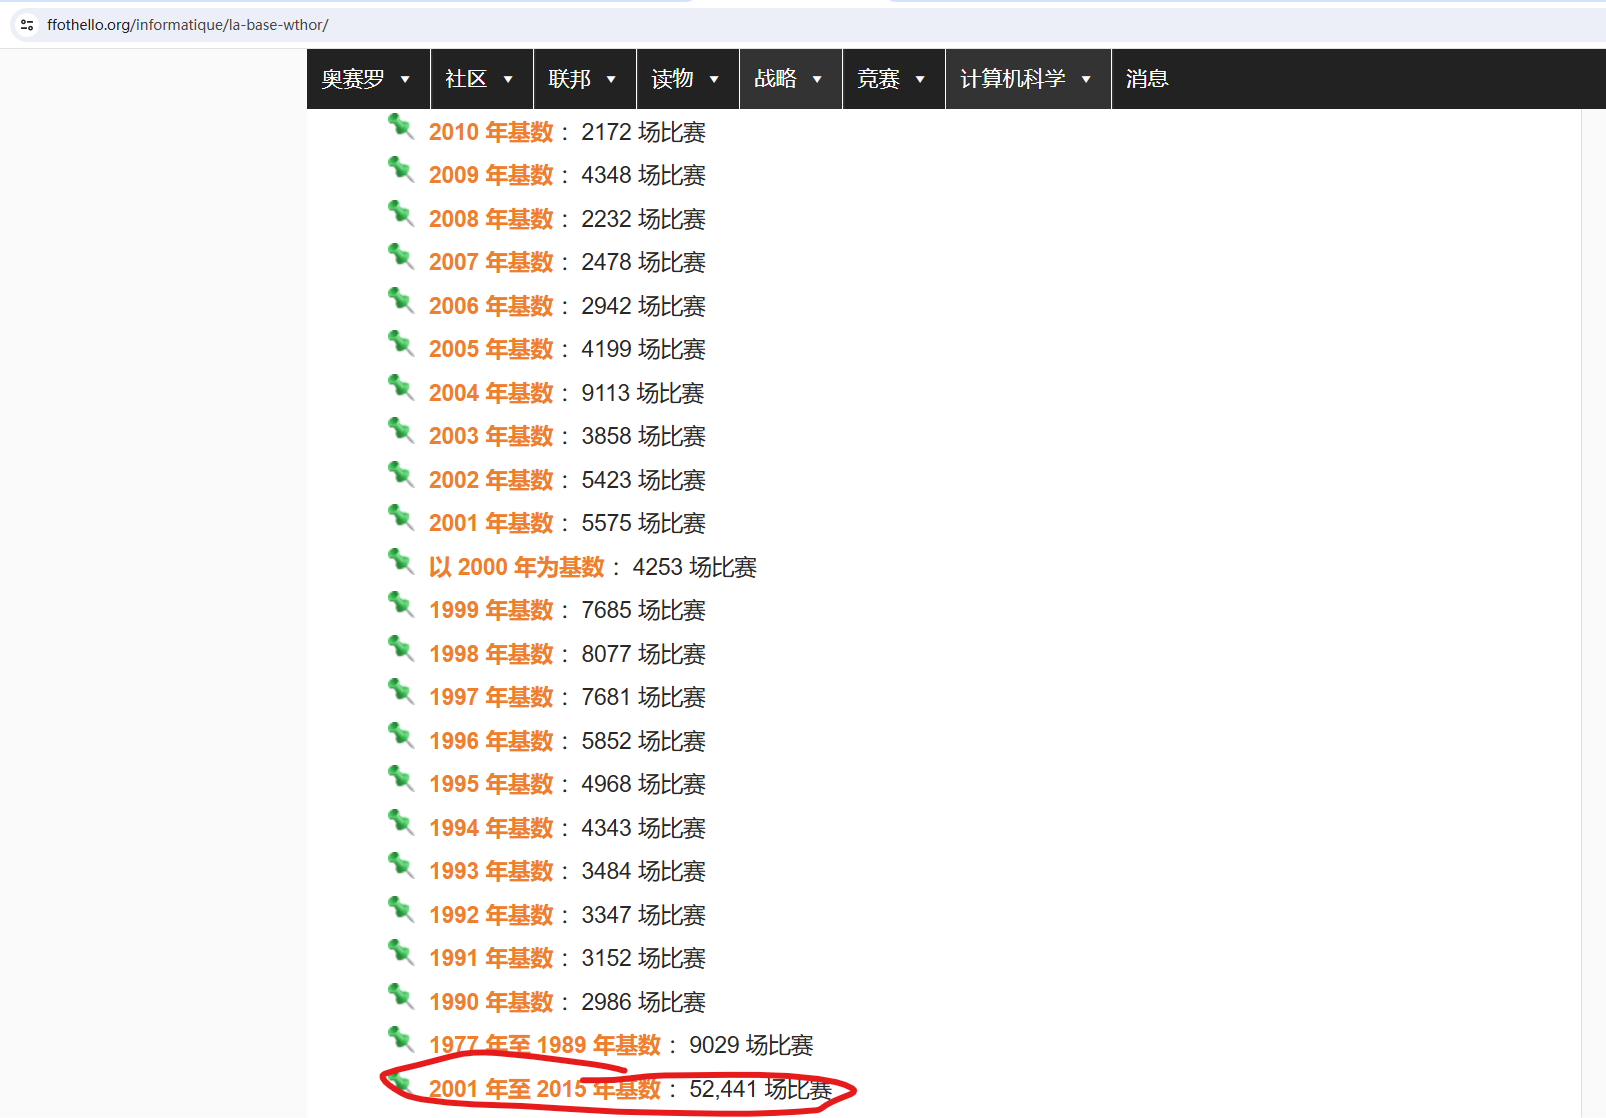 ffothello.org/informatique/la-base-wthor/
奥赛罗 社区 联邦 读物 战略 竞赛 计算机科学 消息
2010 年基数： 2172 场比赛
2009 年基数： 4348 场比赛
2008 年基数： 2232 场比赛
2007 年基数： 2478 场比赛
2006 年基数： 2942 场比赛
2005 年基数： 4199 场比赛
2004 年基数： 9113 场比赛
2003 年基数： 3858 场比赛
2002 年基数： 5423 场比赛
2001 年基数： 5575 场比赛
以 2000 年为基数： 4253 场比赛
1999 年基数： 7685 场比赛
1998 年基数： 8077 场比赛
1997 年基数： 7681 场比赛
1996 年基数： 5852 场比赛
1995 年基数： 4968 场比赛
1994 年基数： 4343 场比赛
1993 年基数： 3484 场比赛
1992 年基数： 3347 场比赛
1991 年基数： 3152 场比赛
1990 年基数： 2986 场比赛
1977 年至 1989 年基数： 9029 场比赛
2001 年至 2015 年基数： 52,441 场比赛